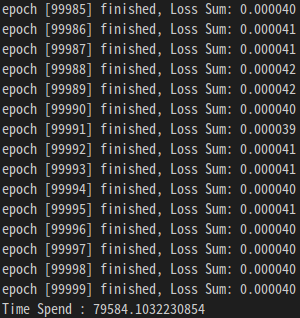 epoch [99985] finished, Loss Sum: 0.000040
epoch [99986] finished, Loss Sum: 0.000041
epoch [99987] finished, Loss Sum: 0.000041
epoch [99988] finished, Loss Sum: 0.000042
epoch [99989] finished, Loss Sum: 0.000042
epoch [99990] finished, Loss Sum: 0.000040
epoch [99991] finished, Loss Sum: 0.000039
epoch [99992] finished, Loss Sum: 0.000041
epoch [99993] finished, Loss Sum: 0.000041
epoch [99994] finished, Loss Sum: 0.000040
epoch [99995] finished, Loss Sum: 0.000041
epoch [99996] finished, Loss Sum: 0.000040
epoch [99997] finished, Loss Sum: 0.000040
epoch [99998] finished, Loss Sum: 0.000040
epoch [99999] finished, Loss Sum: 0.000040
Time Spend : 79584.1032230854